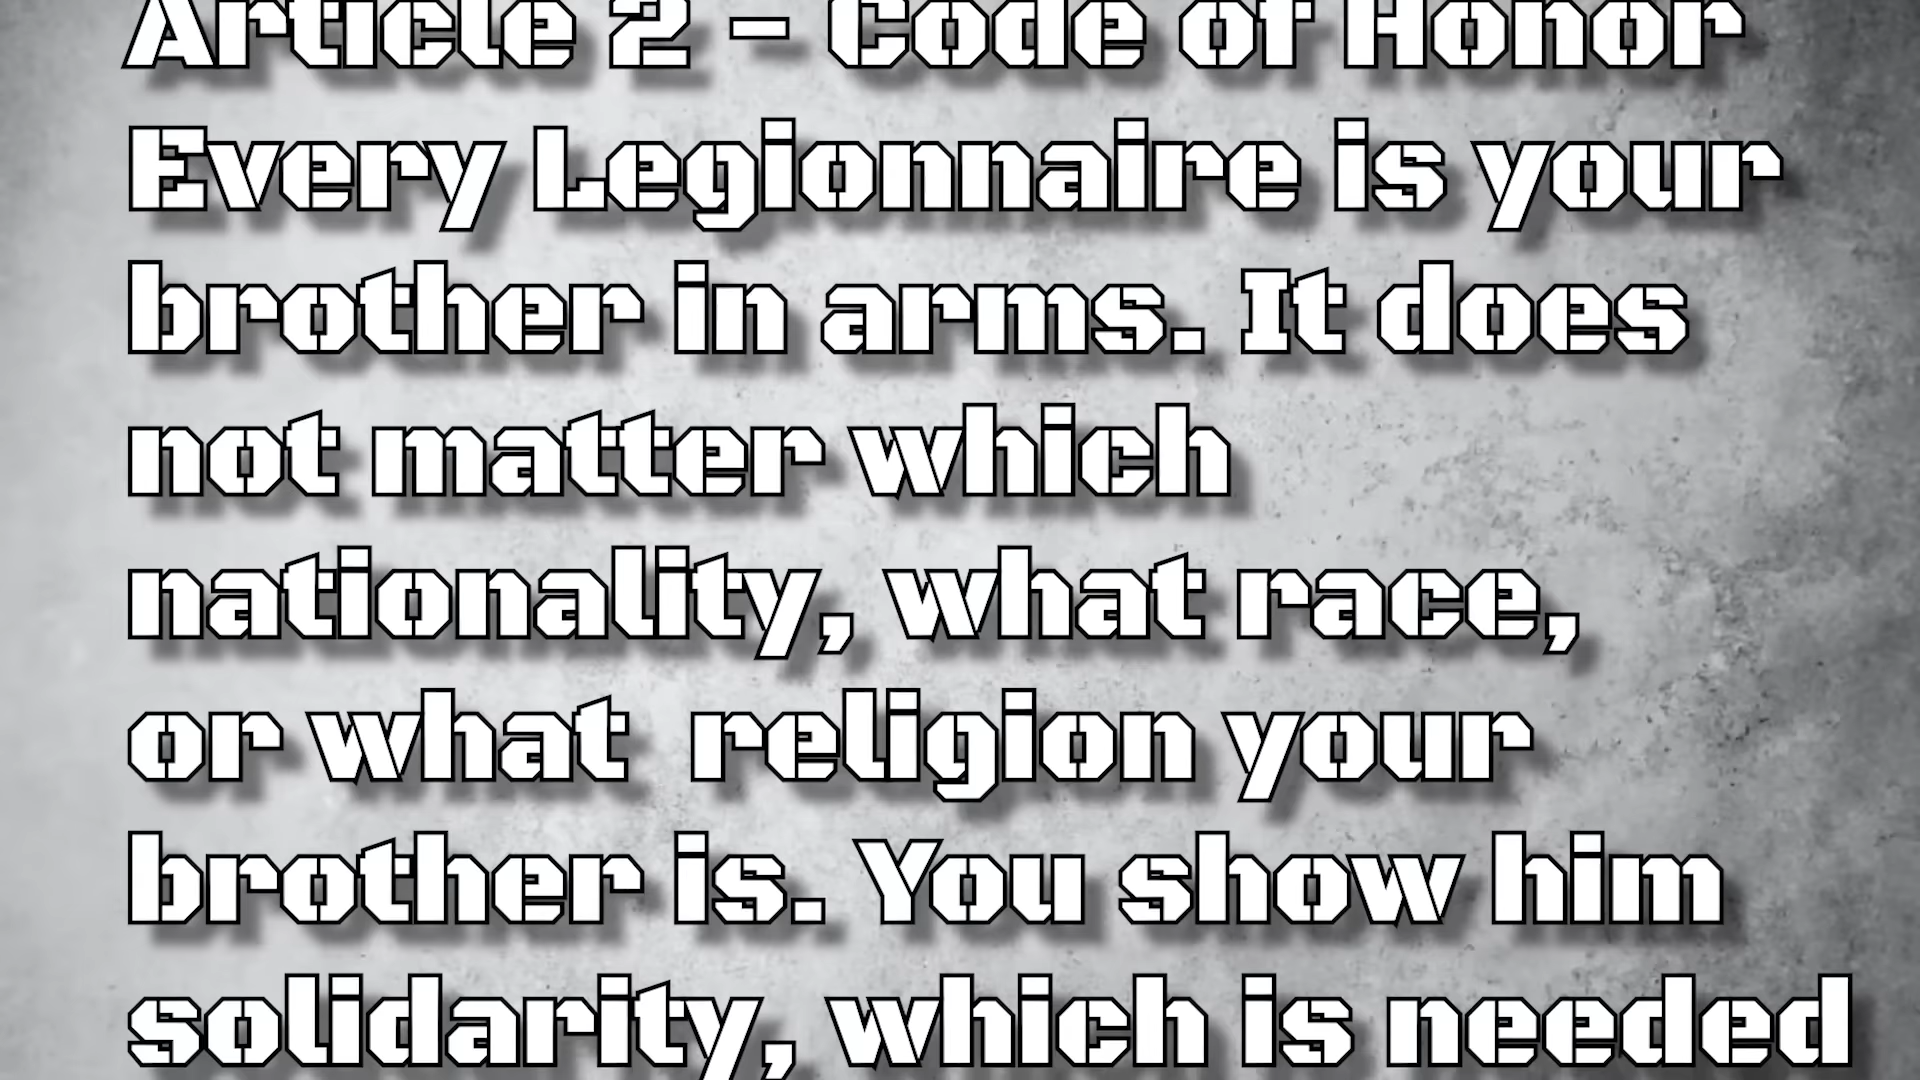 Article 2 - Code of Honor
Every Legionnaire is your
brother in arms. It does
not matter which
nationality, what race,
or what  religion your
brother is. You show him
solidarity, which is needed